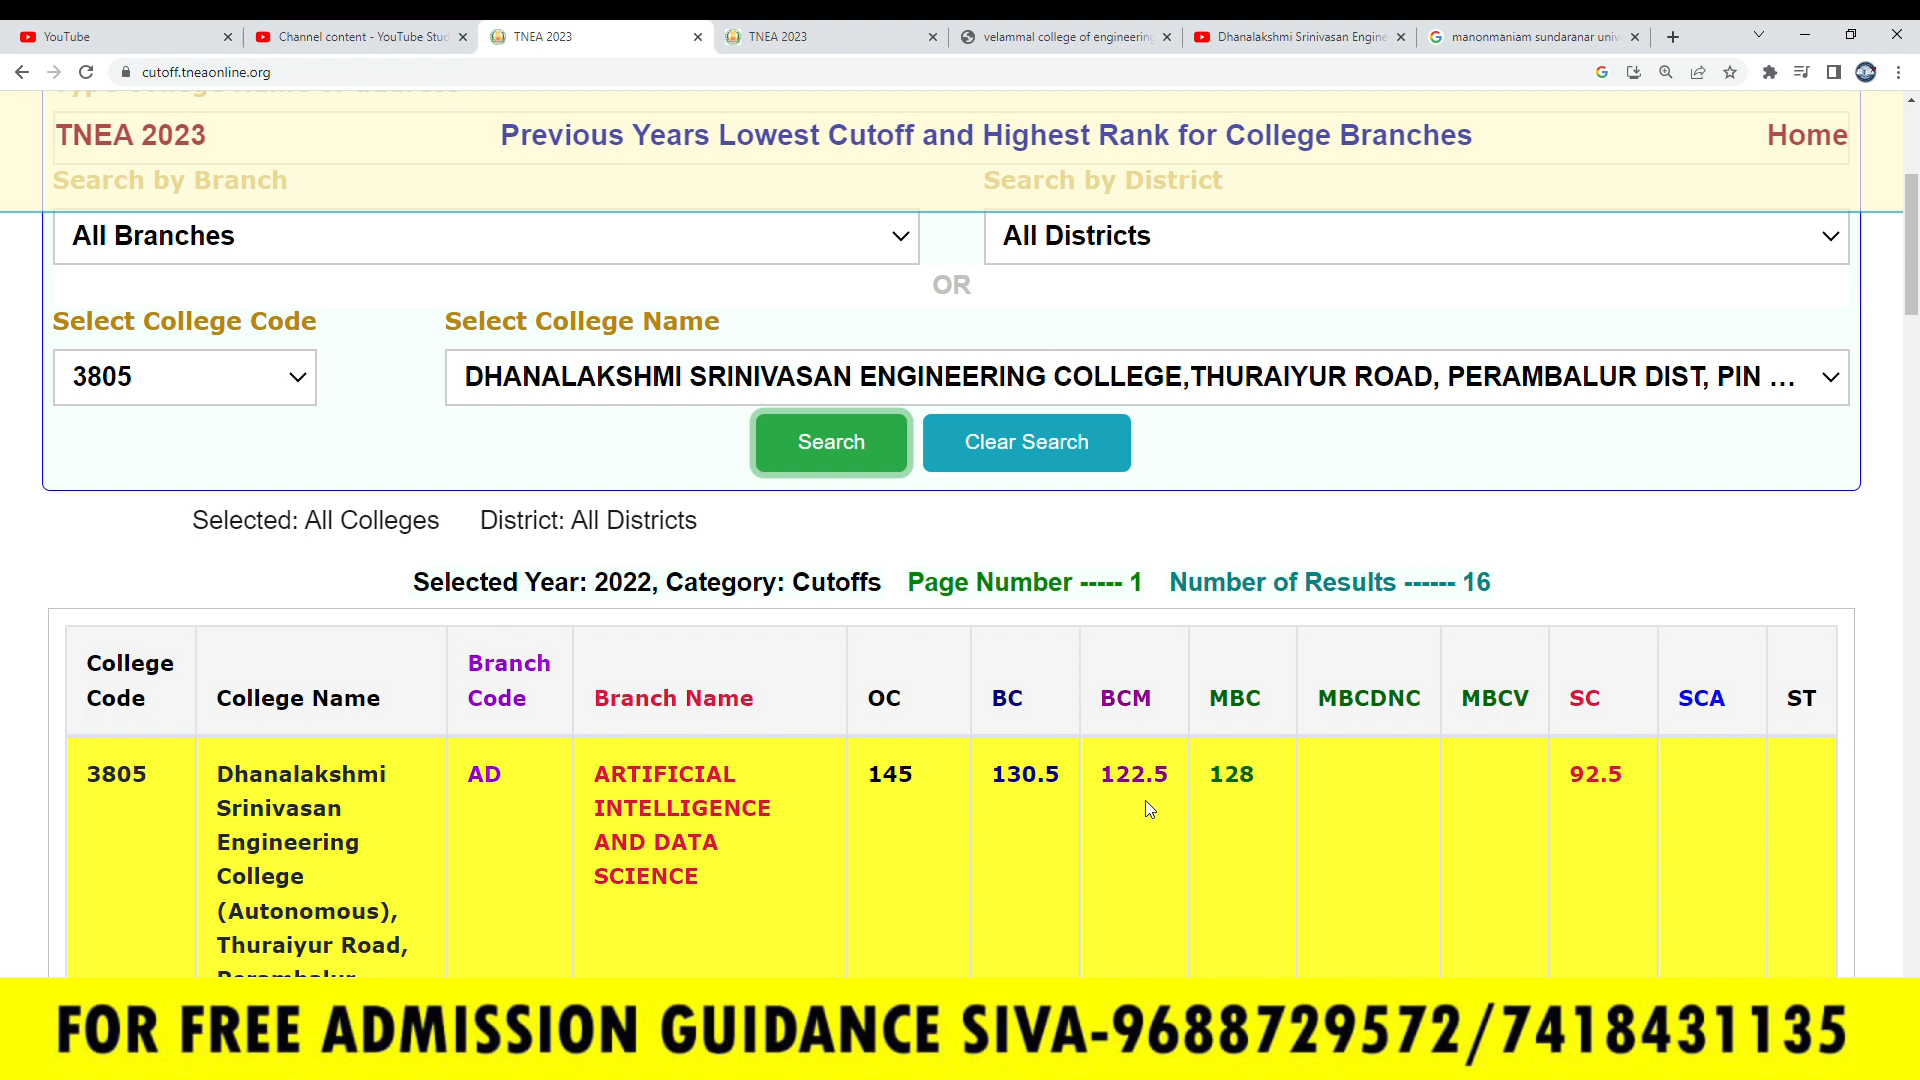 YouTube
Channel content - YouTube Stu
TNEA 2023
TNEA 2023
velammal college of engineering
Dhanalakshmi Srinivasan Engine
manonmaniam sundaranar univ
cutoff.tneaonline.org
TNEA 2023 Previous Years Lowest Cutoff and Highest Rank for College Branches Home
Search by Branch Search by District
All Branches All Districts
OR
Select College Code Select College Name
3805 DHANALAKSHMI SRINIVASAN ENGINEERING COLLEGE,THURAIYUR ROAD, PERAMBALUR DIST, PIN ...
Search Clear Search
Selected: All Colleges District: All Districts
Selected Year: 2022, Category: Cutoffs Page Number ----- 1 Number of Results ------ 16
College Branch
Code College Name Code Branch Name OC BC BCM MBC MBCDNC MBCV SC SCA ST
3805 Dhanalakshmi AD ARTIFICIAL 145 130.5 122.5 128 92.5
Srinivasan INTELLIGENCE
Engineering AND DATA
College SCIENCE
(Autonomous),
Thuraiyur Road,
FOR FREE ADMISSION GUIDANCE SIVA-9688729572/7418431135